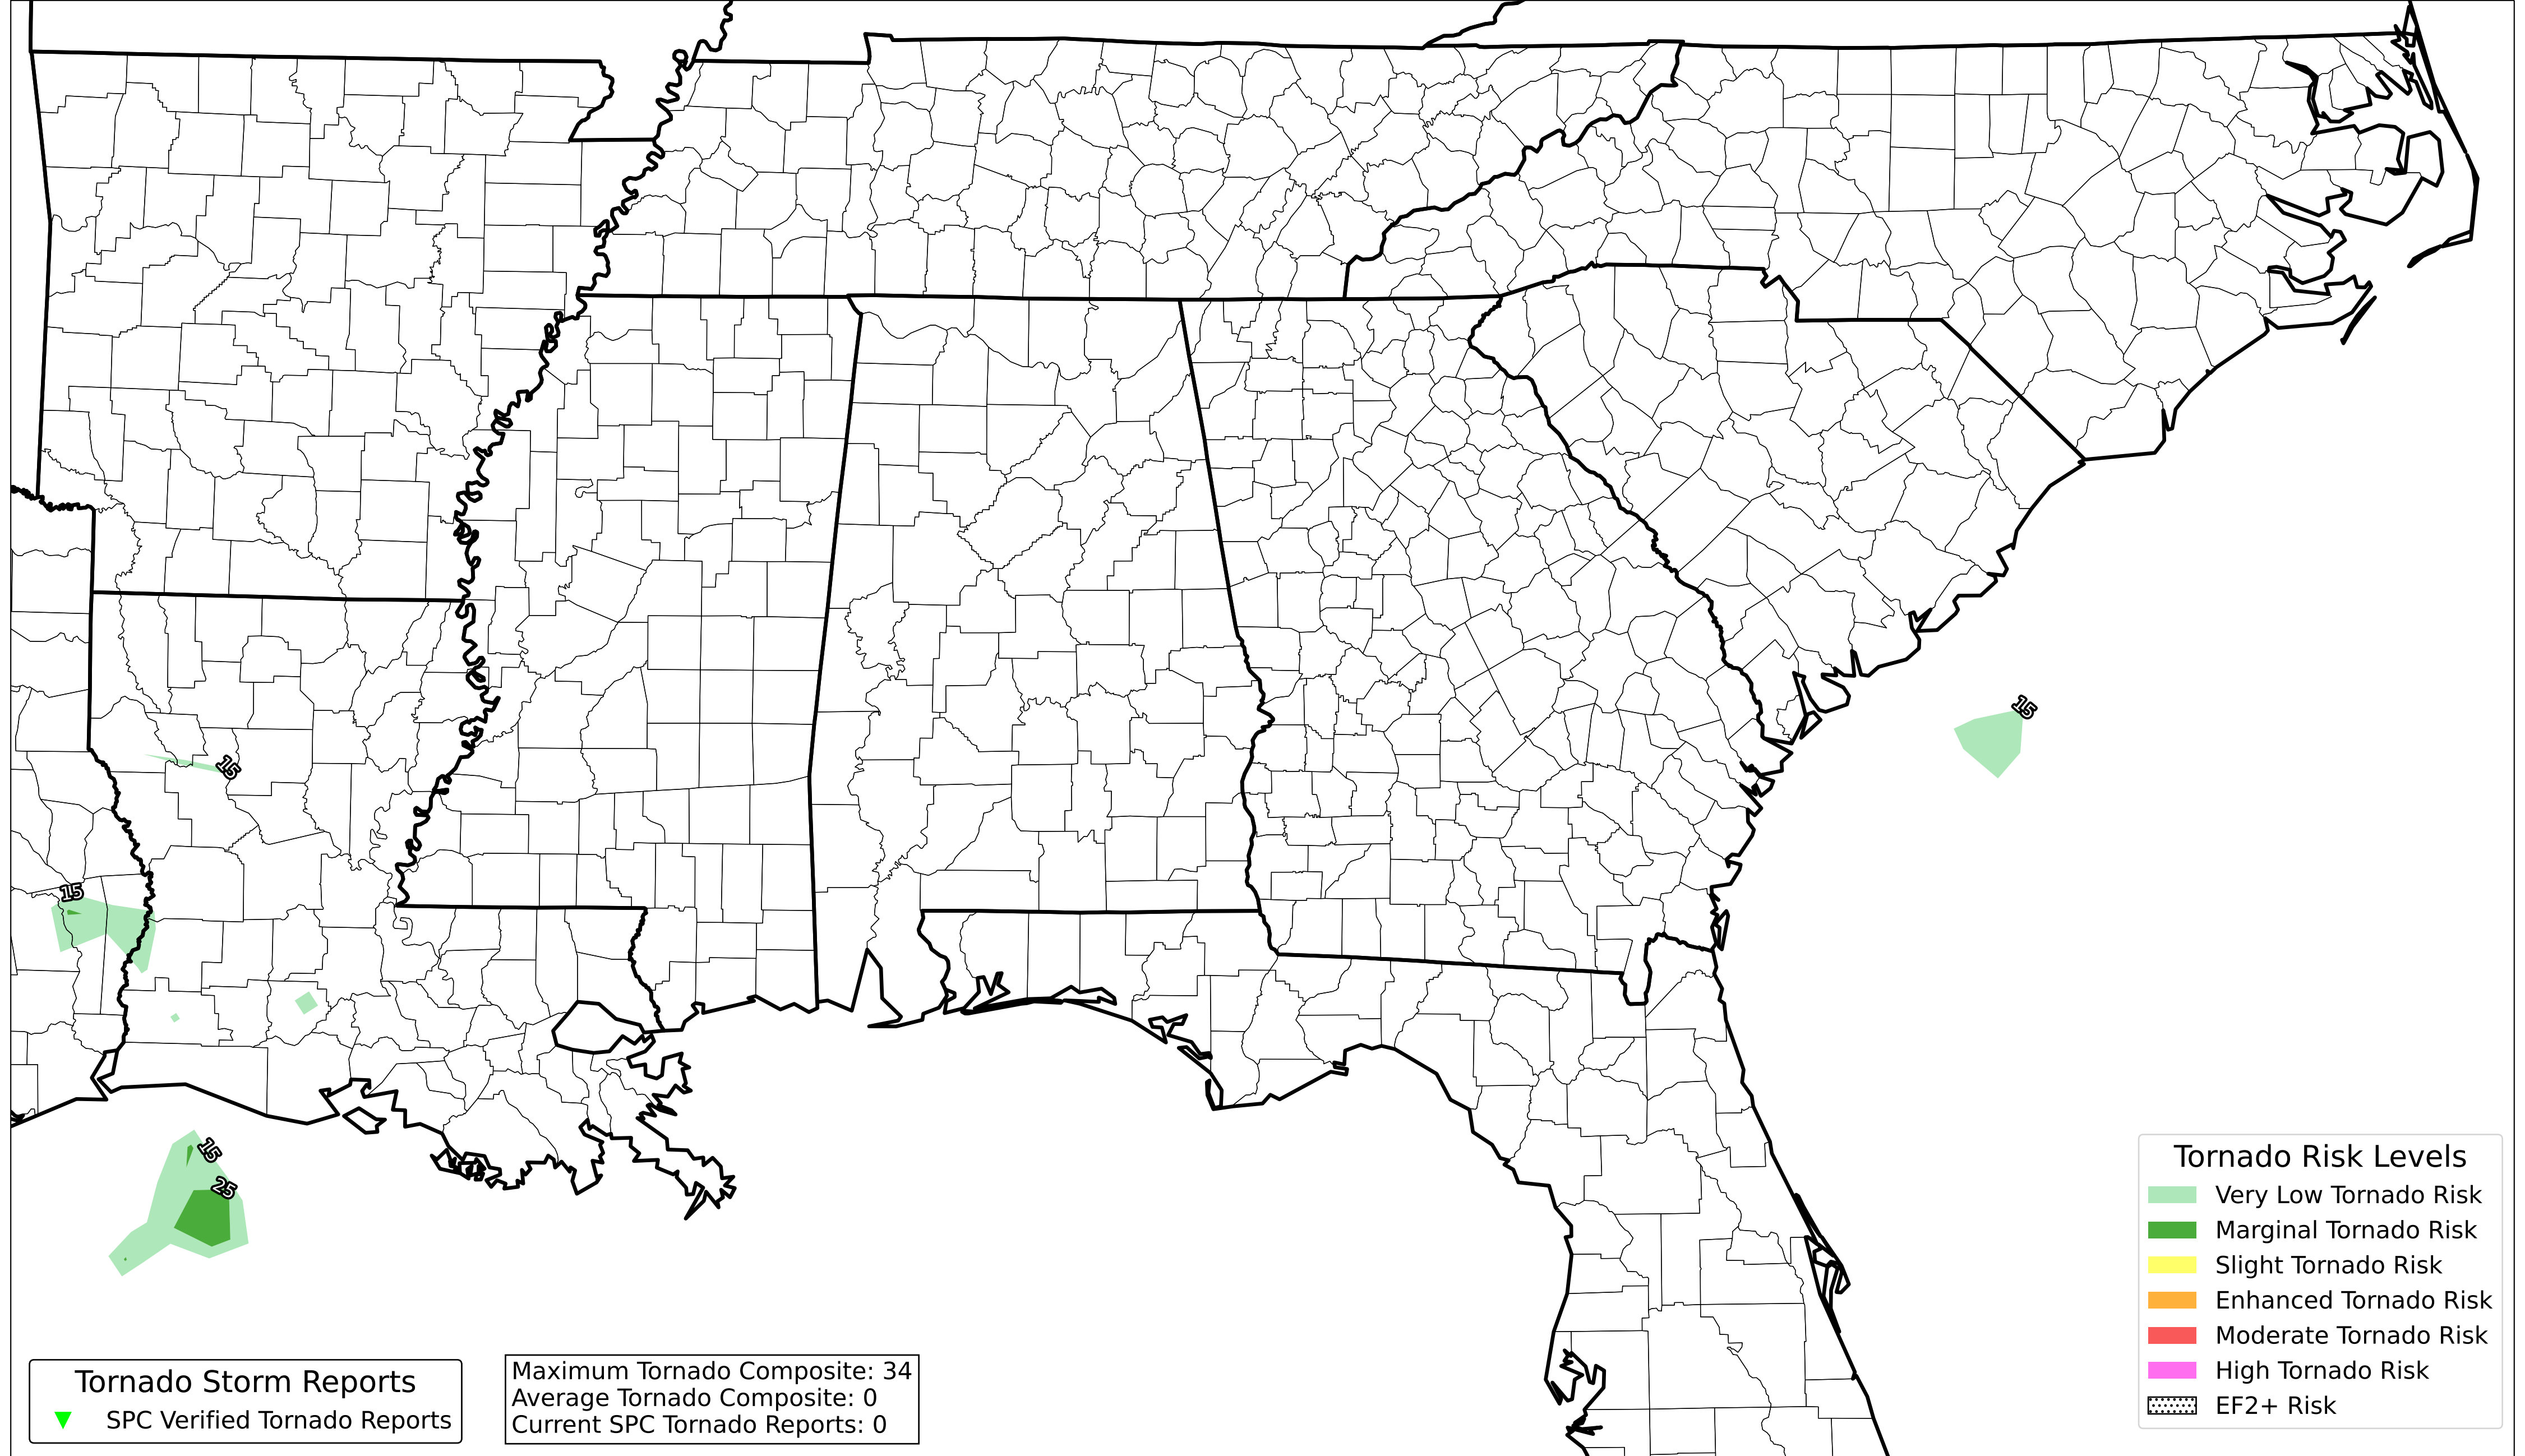 15
15
15
15
25
Tornado Risk Levels
Very Low Tornado Risk
Marginal Tornado Risk
Slight Tornado Risk
Enhanced Tornado Risk
Moderate Tornado Risk
High Tornado Risk
EF2+ Risk
Tornado Storm Reports
SPC Verified Tornado Reports
Maximum Tornado Composite: 34
Average Tornado Composite: 0
Current SPC Tornado Reports: 0